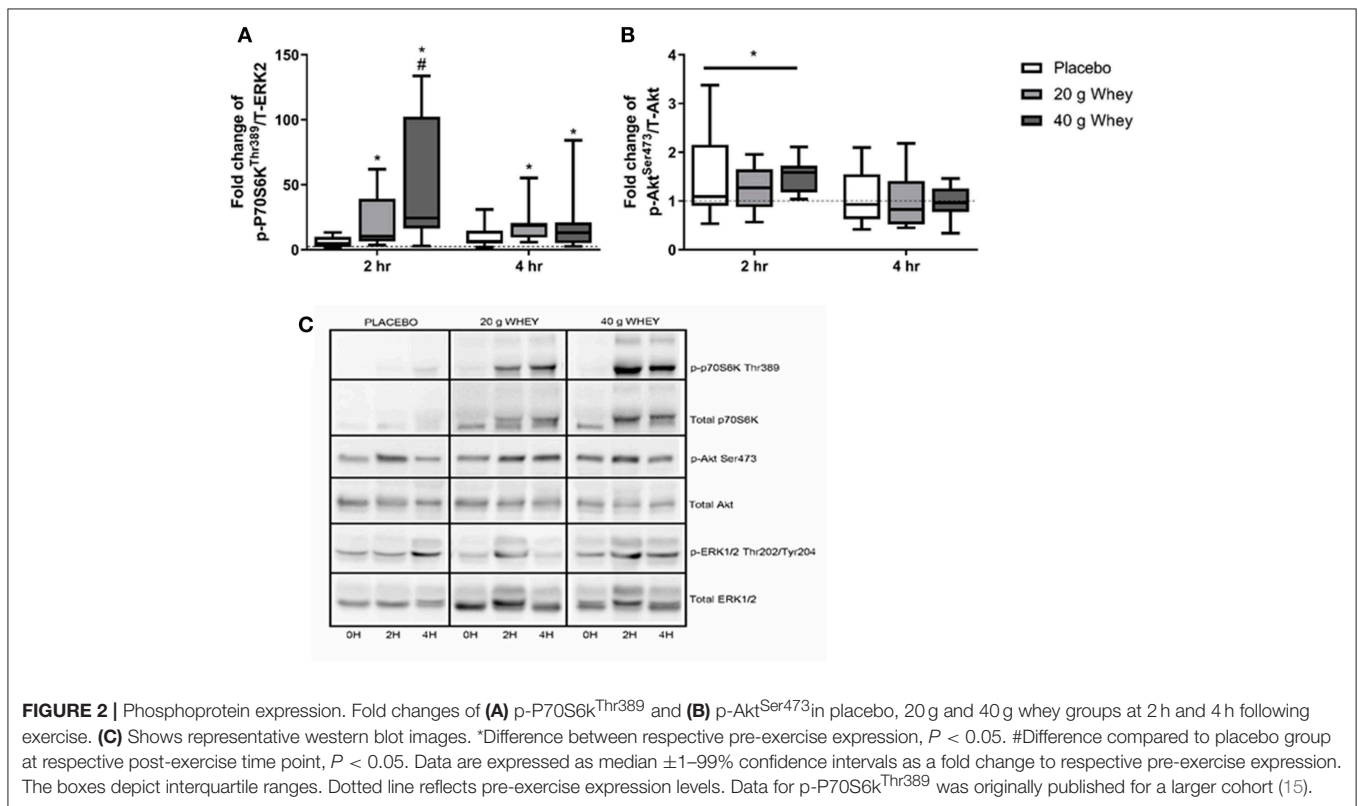 A
Fold change of
p-P70S6K^Thr389/T-ERK2
150
100
50
0
*
*
#
*
*
2 hr
4 hr
B
Fold change of
p-Akt^Ser473/T-Akt
4
3
2
1
0
*
2 hr
4 hr
Placebo
20 g Whey
40 g Whey
C
PLACEBO
20 g WHEY
40 g WHEY
p-p70S6K Thr389
Total p70S6K
p-Akt Ser473
Total Akt
p-ERK1/2 Thr202/Tyr204
Total ERK1/2
0H 2H 4H 0H 2H 4H 0H 2H 4H
FIGURE 2 | Phosphoprotein expression. Fold changes of (A) p-P70S6k^Thr389 and (B) p-Akt^Ser473in placebo, 20 g and 40 g whey groups at 2 h and 4 h following
exercise. (C) Shows representative western blot images. *Difference between respective pre-exercise expression, P < 0.05. #Difference compared to placebo group
at respective post-exercise time point, P < 0.05. Data are expressed as median ±1–99% confidence intervals as a fold change to respective pre-exercise expression.
The boxes depict interquartile ranges. Dotted line reflects pre-exercise expression levels. Data for p-P70S6k^Thr389 was originally published for a larger cohort (15).